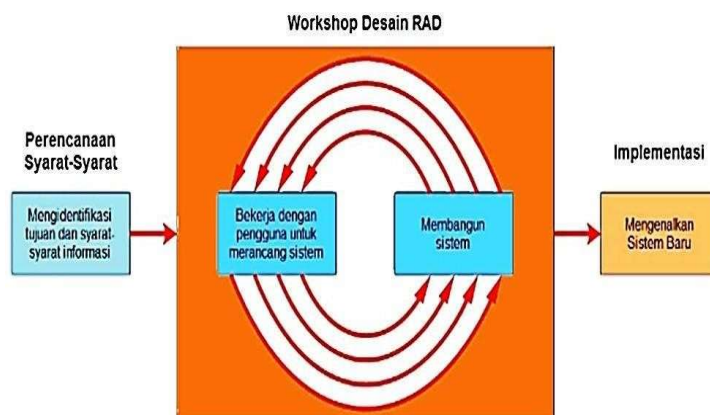 Workshop Desain RAD
Perencanaan
Syarat-Syarat
Mengidentifikasi
tujuan dan syarat-
syarat informasi
Bekerja dengan
pengguna untuk
merancang sistem
Membangun
sistem
Implementasi
Mengenalkan
Sistem Baru